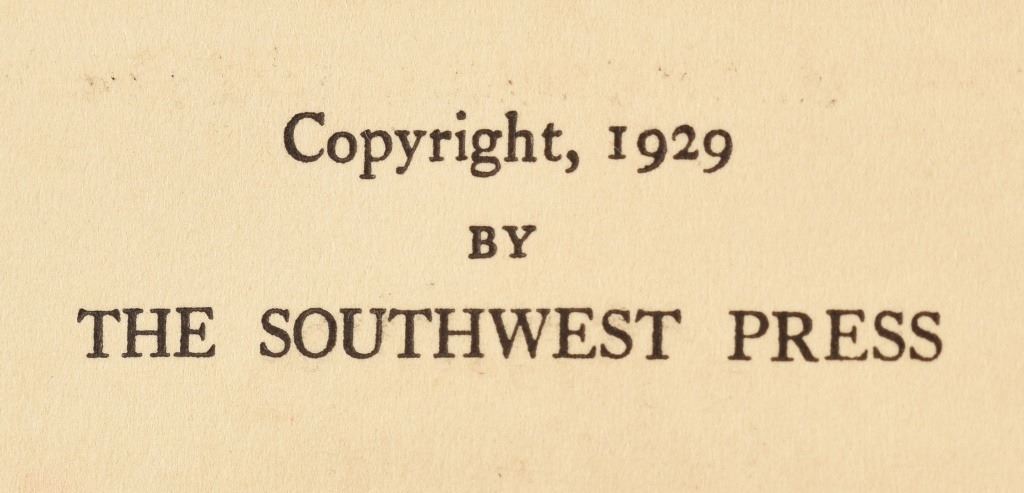 Copyright, 1929
BY
THE SOUTHWEST PRESS